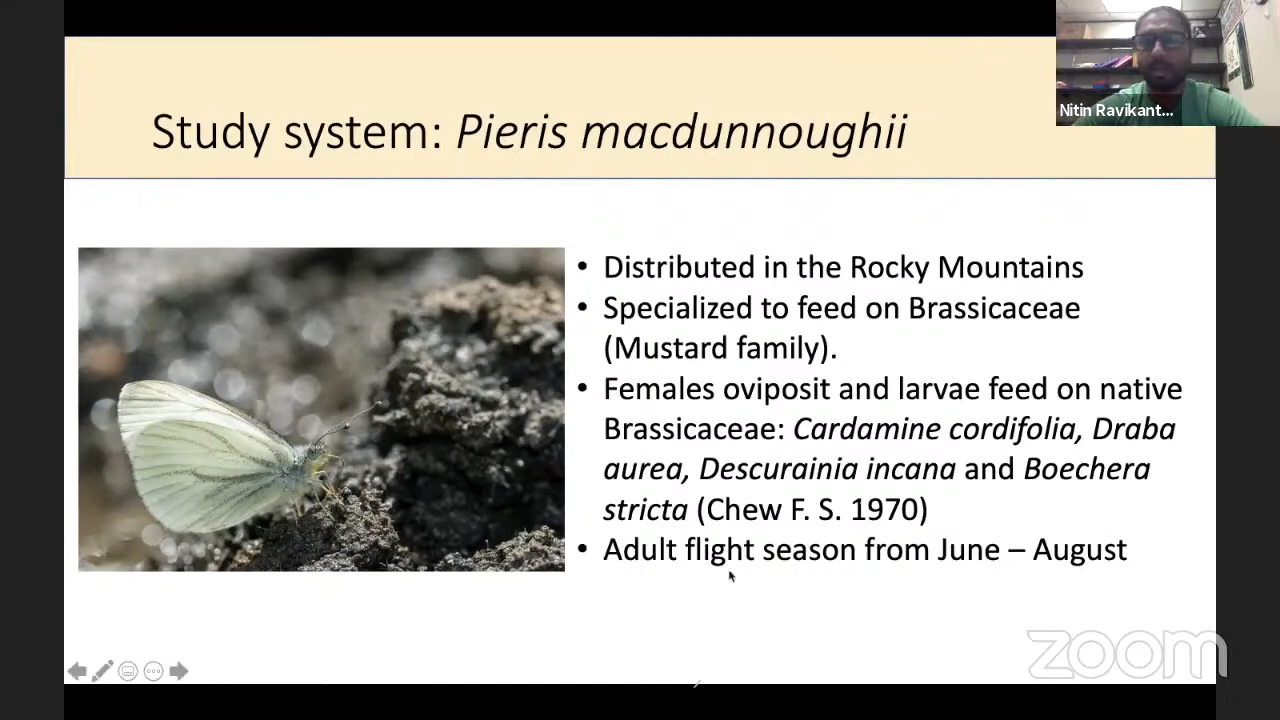 Study system: Pieris macdunnoughii
Nitin Ravikant...
• Distributed in the Rocky Mountains
• Specialized to feed on Brassicaceae
(Mustard family).
• Females oviposit and larvae feed on native
Brassicaceae: Cardamine cordifolia, Draba
aurea, Descurainia incana and Boechera
stricta (Chew F. S. 1970)
• Adult flight season from June – August
zoom